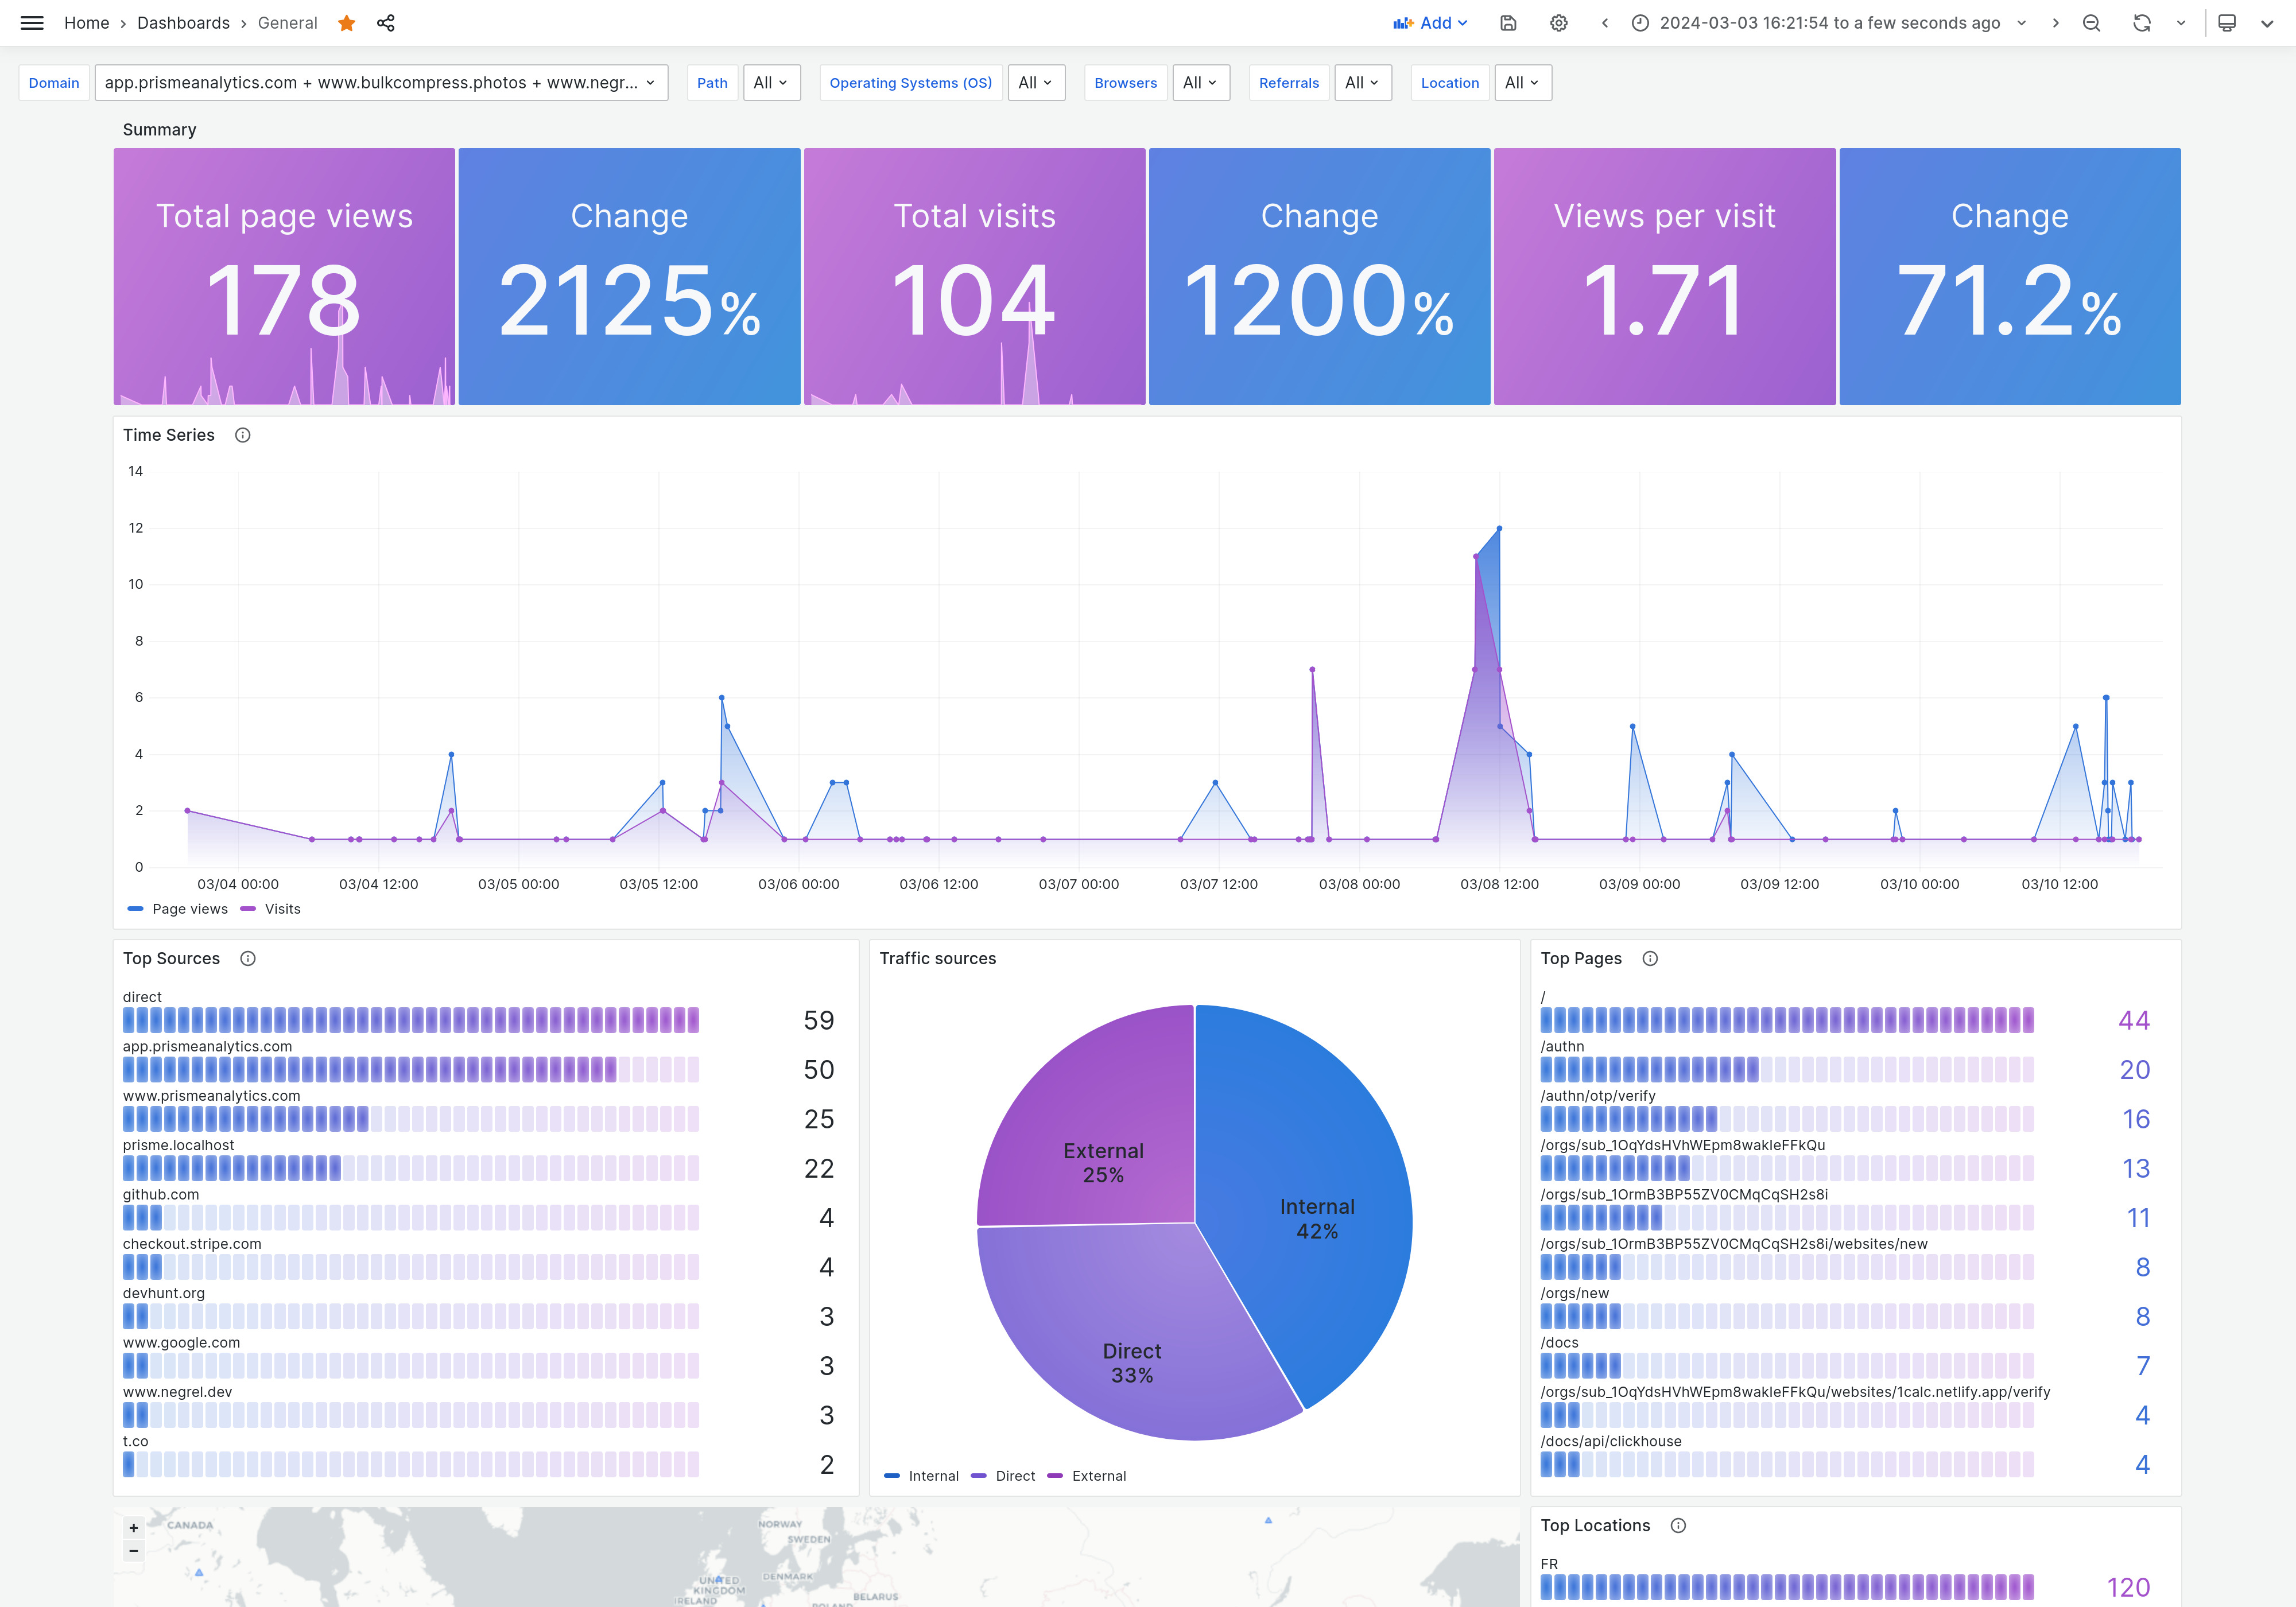 Home › Dashboards › General
Add
2024-03-03 16:21:54 to a few seconds ago
Domain app.prismeanalytics.com + www.bulkcompress.photos + www.negr... Path All Operating Systems (OS) All Browsers All Referrals All Location All
Summary
Total page views
178
Change
2125%
Total visits
104
Change
1200%
Views per visit
1.71
Change
71.2%
Time Series
14
12
10
8
6
4
2
0
03/04 00:00 03/04 12:00 03/05 00:00 03/05 12:00 03/06 00:00 03/06 12:00 03/07 00:00 03/07 12:00 03/08 00:00 03/08 12:00 03/09 00:00 03/09 12:00 03/10 00:00 03/10 12:00
Page views Visits
Top Sources
direct
59
app.prismeanalytics.com
50
www.prismeanalytics.com
25
prisme.localhost
22
github.com
4
checkout.stripe.com
4
devhunt.org
3
www.google.com
3
www.negrel.dev
3
t.co
2
Traffic sources
External
25%
Internal
42%
Direct
33%
Internal Direct External
Top Pages
/
44
/authn
20
/authn/otp/verify
16
/orgs/sub_1OqYdsHVhWEpm8wakIeFFkQu
13
/orgs/sub_1OrmB3BP55ZV0CMqCqSH2s8i
11
/orgs/sub_1OrmB3BP55ZV0CMqCqSH2s8i/websites/new
8
/orgs/new
8
/docs
7
/orgs/sub_1OqYdsHVhWEpm8wakIeFFkQu/websites/1calc.netlify.app/verify
4
/docs/api/clickhouse
4
+
−
CANADA
NORWAY
SWEDEN
UNITED
KINGDOM
DENMARK
IRELAND
BELARUS
POLAND
Top Locations
FR
120